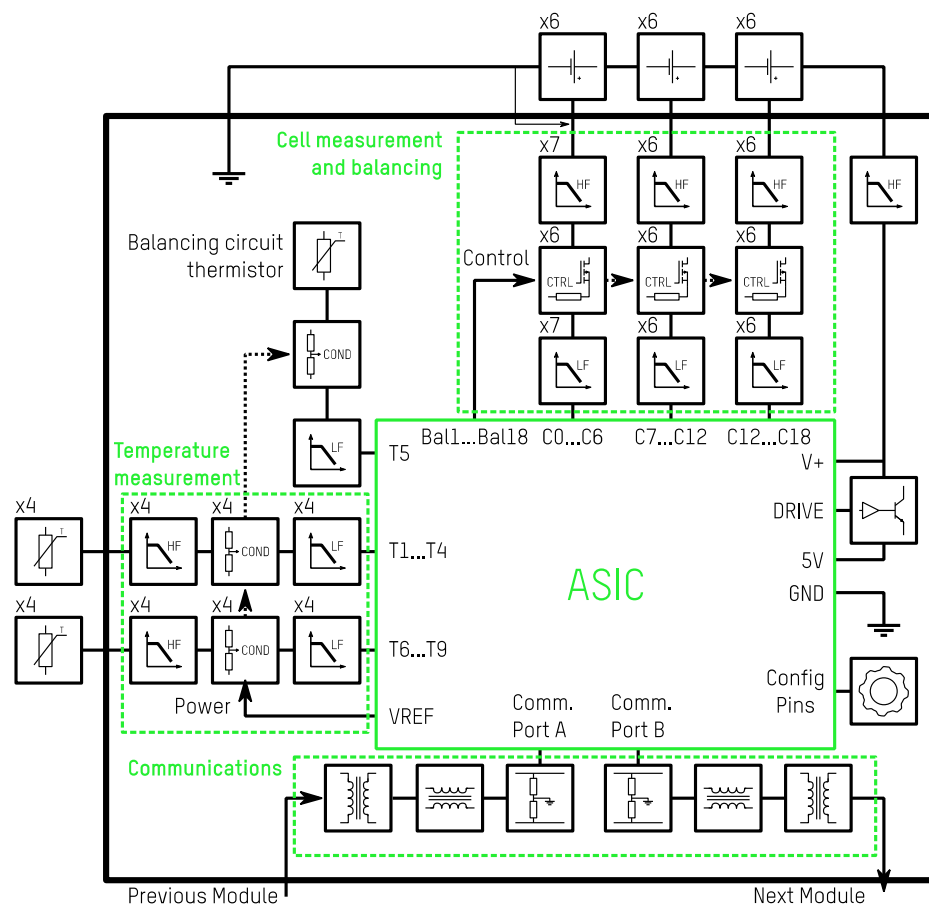 x6 x6 x6
Cell measurement
and balancing
x7 x6 x6
HF HF HF HF
Balancing circuit
thermistor
T
Control
x6 x6 x6
CTRL CTRL CTRL
x7 x6 x6
COND
LF LF LF
LF
Bal1...Bal18 C0...C6 C7...C12 C12...C18
T5
V+
Temperature
measurement
x4 x4 x4 x4
DRIVE
T HF COND LF
T1...T4
5V
ASIC
GND
x4 x4 x4 x4
T HF COND LF
T6...T9
Config
Pins
Power
VREF
Comm.
Port A
Comm.
Port B
Communications
Previous Module
Next Module